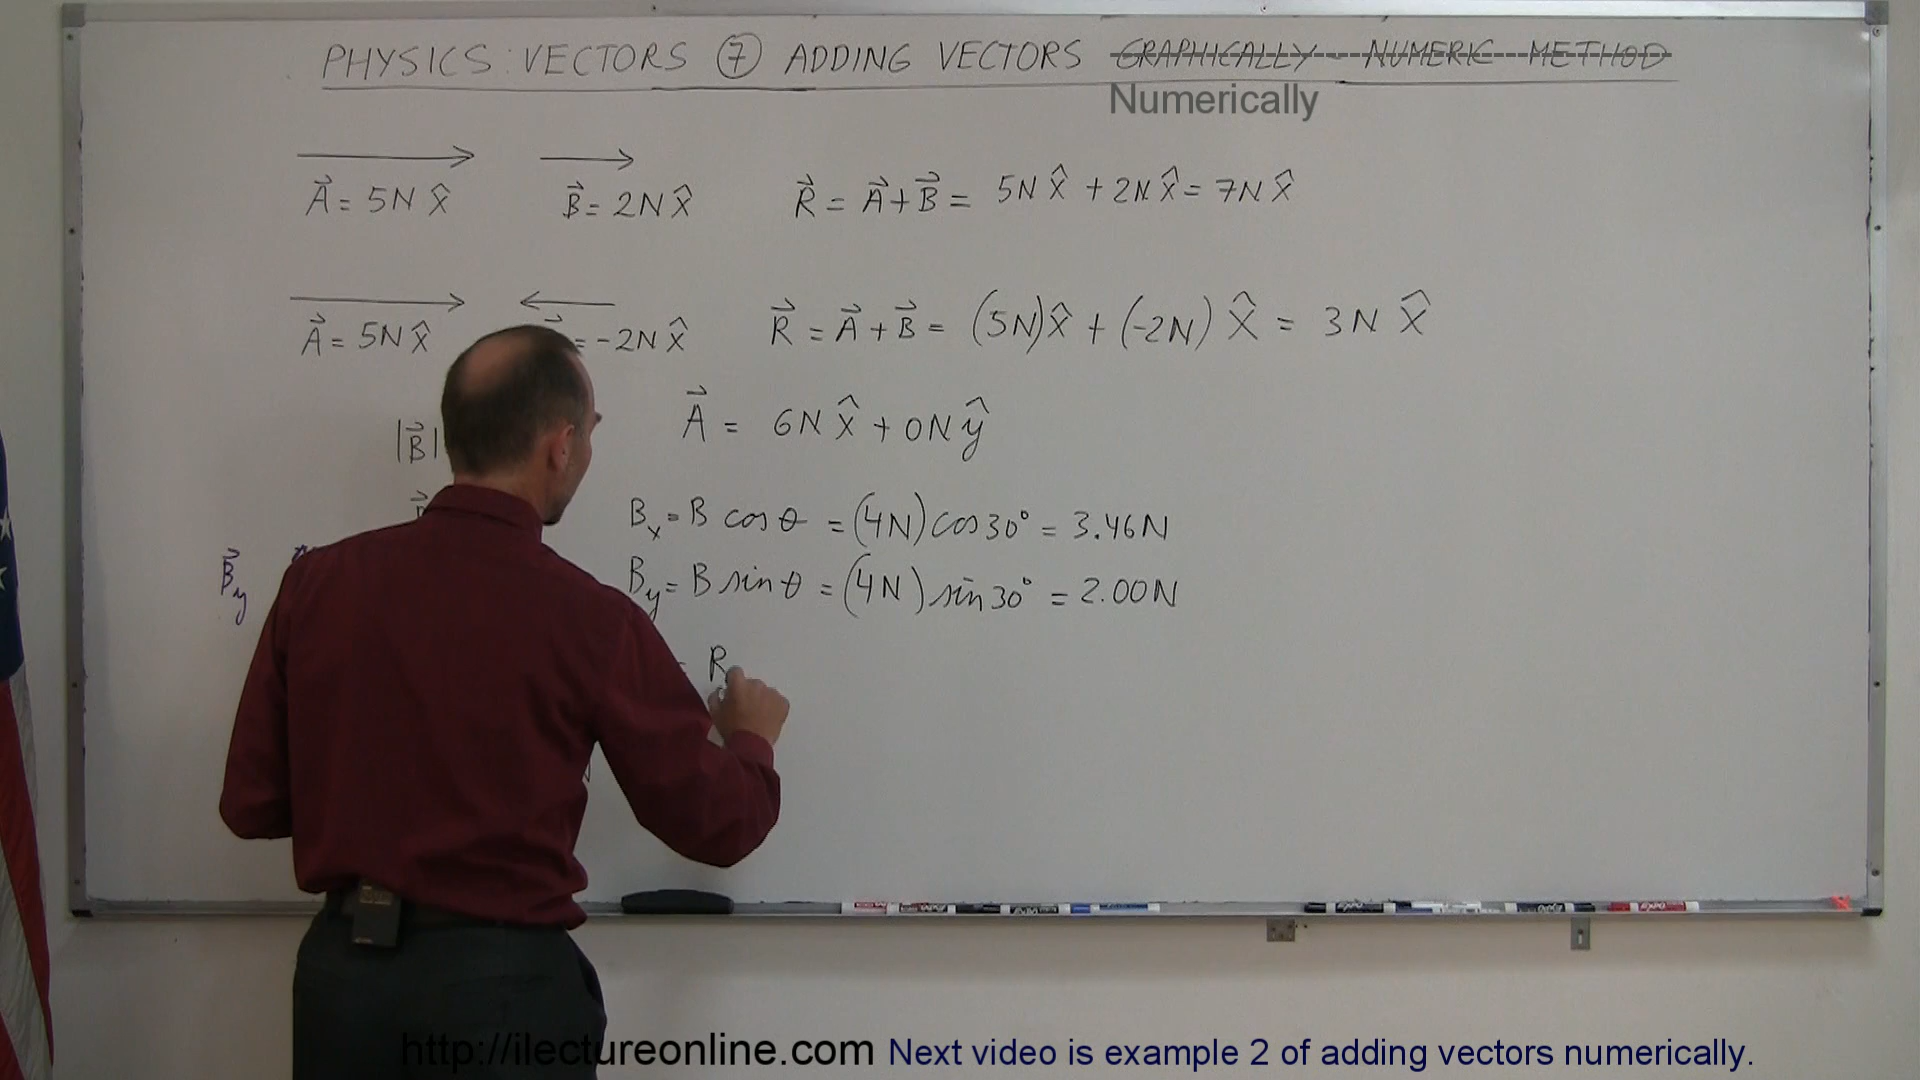 PHYSICS: VECTORS ⑦ ADDING VECTORS GRAPHICALLY - NUMERIC METHOD
Numerically
A⃗ = 5N x̂
B⃗ = 2N x̂
R⃗ = A⃗ + B⃗ = 5N x̂ + 2N x̂ = 7N x̂
A⃗ = 5N x̂
= -2N x̂
R⃗ = A⃗ + B⃗ = (5N) x̂ + (-2N) x̂ = 3N x̂
A⃗ = 6N x̂ + 0N ŷ
|B⃗|
Bₓ = B cos θ = (4N) cos 30° = 3.46N
B⃗y
By = B sin θ = (4N) sin 30° = 2.00N
R
http://ilectureonline.com Next video is example 2 of adding vectors numerically.